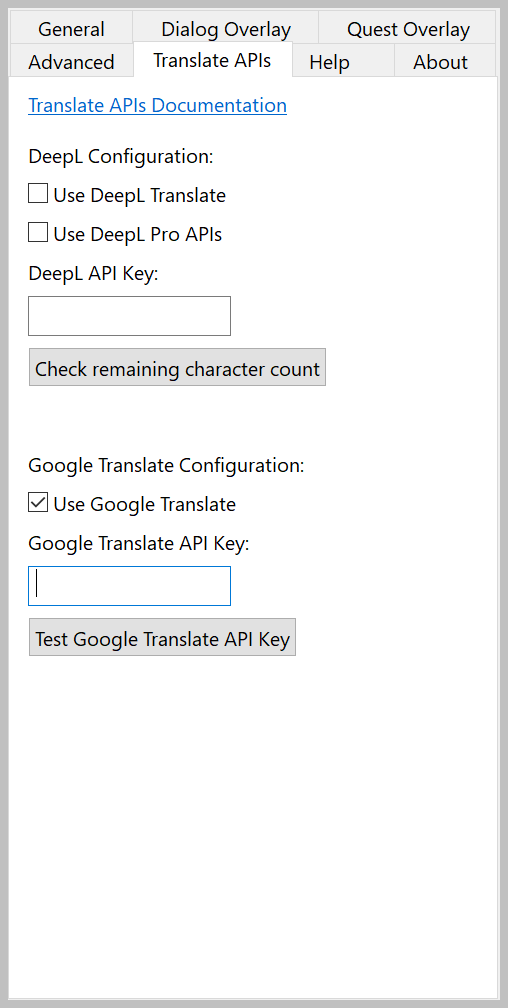 General Dialog Overlay Quest Overlay
Advanced Translate APIs Help About
Translate APIs Documentation
DeepL Configuration:
Use DeepL Translate
Use DeepL Pro APIs
DeepL API Key:
Check remaining character count
Google Translate Configuration:
Use Google Translate
Google Translate API Key:
Test Google Translate API Key